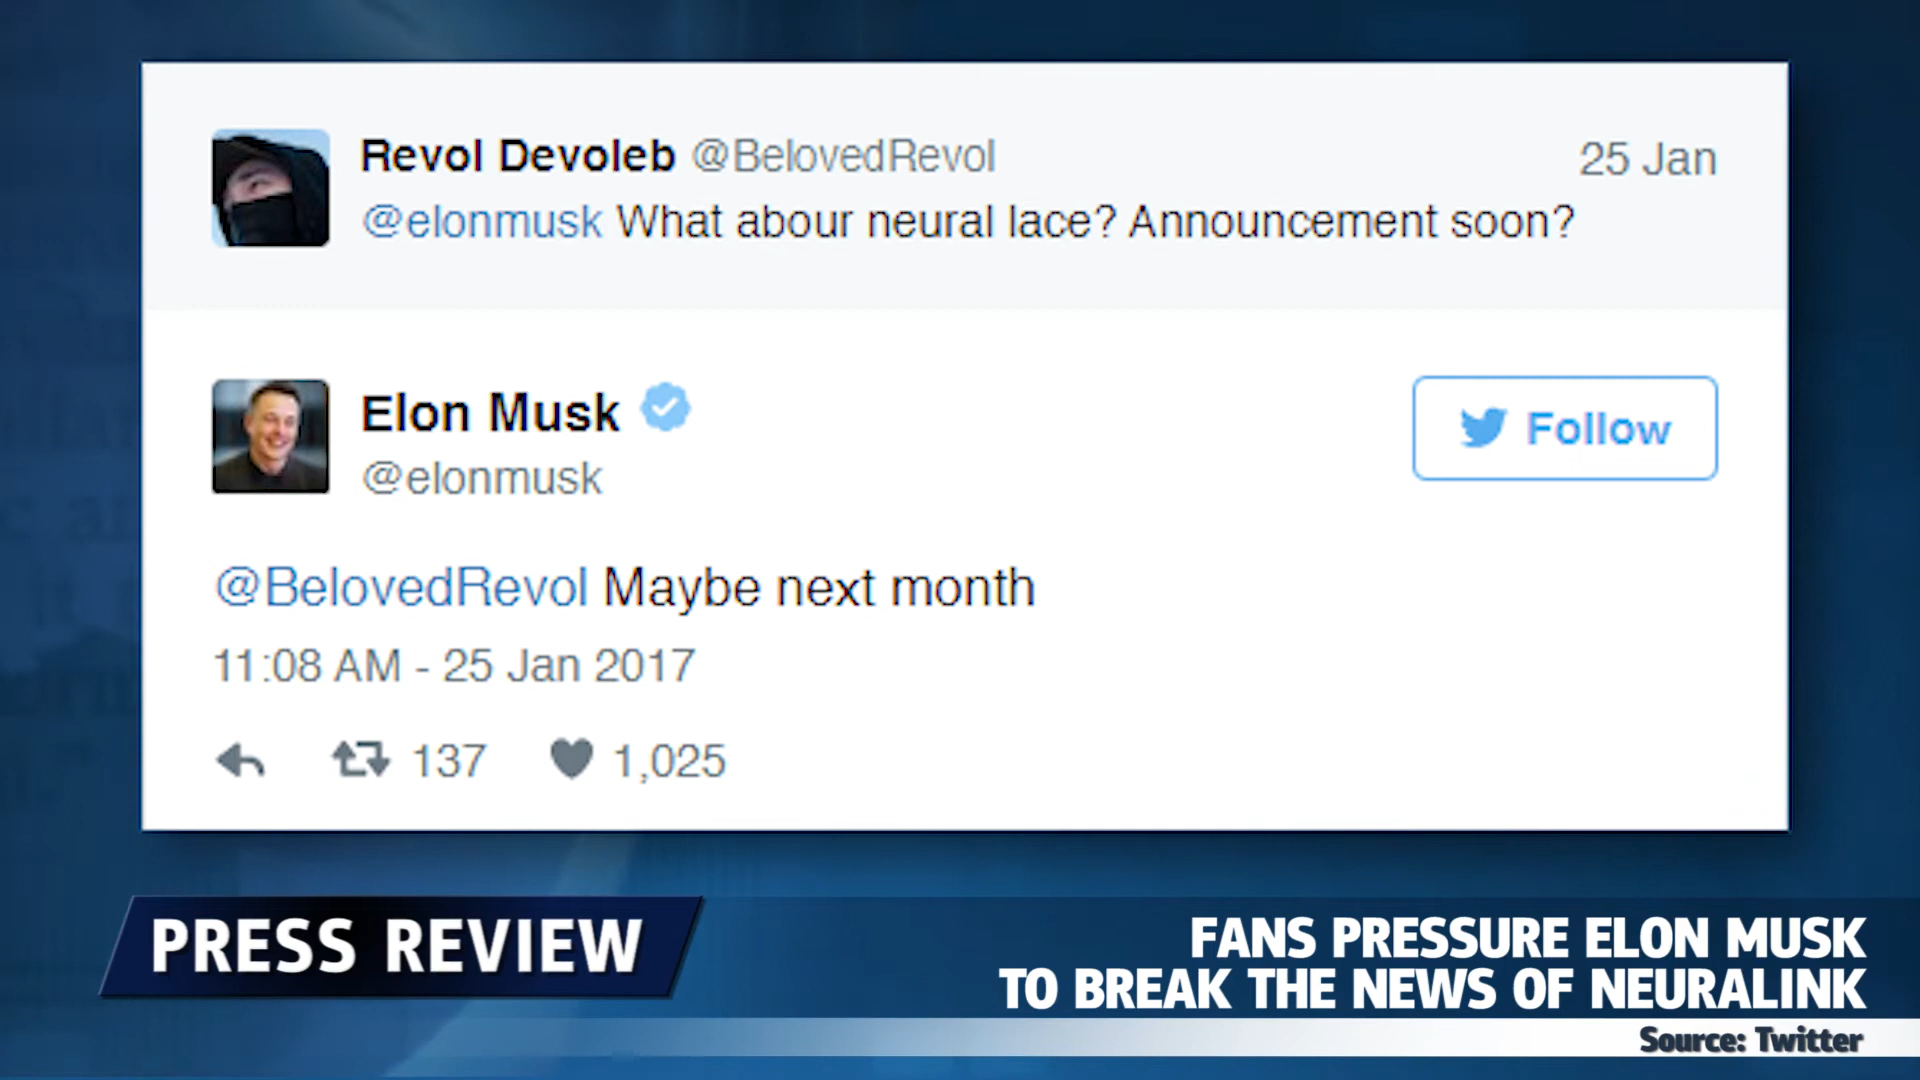 Revol Devoleb @BelovedRevol 25 Jan
@elonmusk What abour neural lace? Announcement soon?
Elon Musk
@elonmusk
Follow
@BelovedRevol Maybe next month
11:08 AM - 25 Jan 2017
137 1,025
PRESS REVIEW
FANS PRESSURE ELON MUSK
TO BREAK THE NEWS OF NEURALINK
Source: Twitter